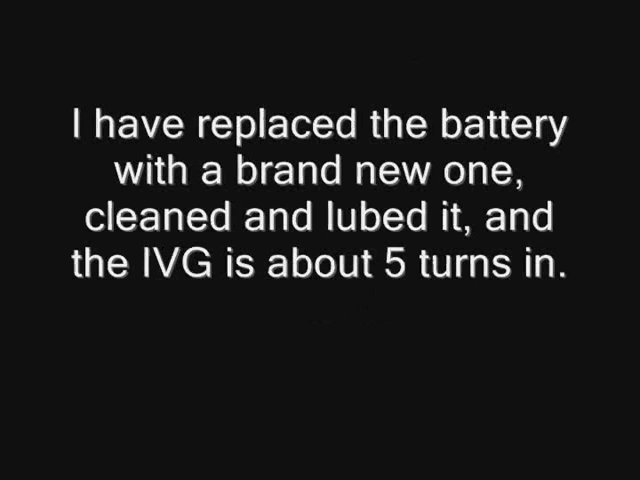 I have replaced the battery
with a brand new one,
cleaned and lubed it, and
the IVG is about 5 turns in.